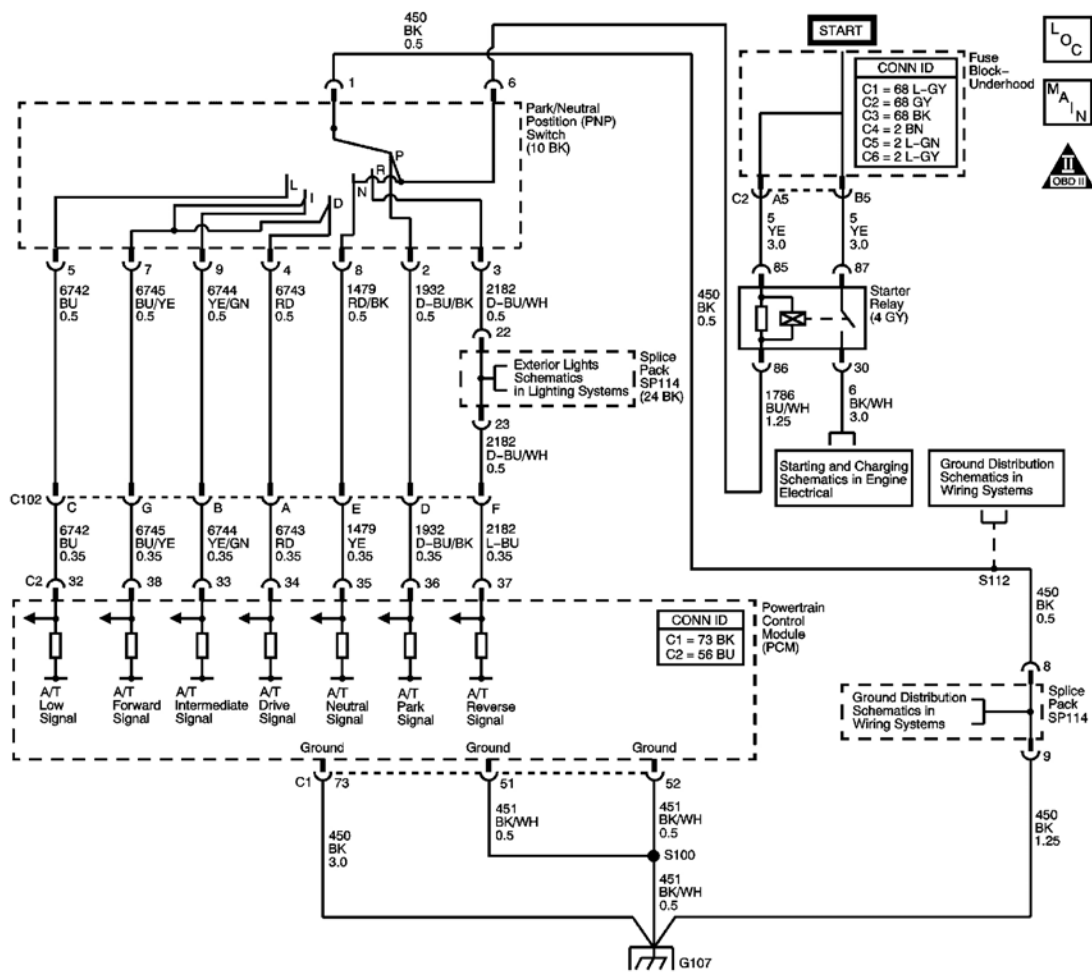 450
BK
0.5
START
L
O
C
M
A
I
N
II
OBD II
Fuse
Block–
Underhood
CONN ID
C1 = 68 L–GY
C2 = 68 GY
C3 = 68 BK
C4 = 2 BN
C5 = 2 L–GN
C6 = 2 L–GY
1
6
Park/Neutral
Postition (PNP)
Switch
(10 BK)
P
R
N
L
I
D
C2
A5
B5
5
YE
3.0
5
YE
3.0
85
87
Starter
Relay
(4 GY)
86
30
1786
BU/WH
1.25
6
BK/WH
3.0
450
BK
0.5
5
7
9
4
8
2
3
6742
BU
0.5
6745
BU/YE
0.5
6744
YE/GN
0.5
6743
RD
0.5
1479
RD/BK
0.5
1932
D–BU/BK
0.5
2182
D–BU/WH
0.5
22
Exterior Lights
Schematics
in Lighting Systems
Splice
Pack
SP114
(24 BK)
23
2182
D–BU/WH
0.5
Starting and Charging
Schematics in Engine
Electrical
Ground Distribution
Schematics in
Wiring Systems
S112
C102
C
G
B
A
E
D
F
6742
BU
0.35
6745
BU/YE
0.35
6744
YE/GN
0.35
6743
RD
0.35
1479
YE
0.35
1932
D–BU/BK
0.35
2182
L–BU
0.35
C2
32
38
33
34
35
36
37
Powertrain
Control
Module
(PCM)
CONN ID
C1 = 73 BK
C2 = 56 BU
A/T
Low
Signal
A/T
Forward
Signal
A/T
Intermediate
Signal
A/T
Drive
Signal
A/T
Neutral
Signal
A/T
Park
Signal
A/T
Reverse
Signal
450
BK
0.5
8
Ground Distribution
Schematics in
Wiring Systems
Splice
Pack
SP114
9
Ground
Ground
Ground
C1
73
51
52
450
BK
3.0
451
BK/WH
0.5
451
BK/WH
0.5
450
BK
1.25
S100
451
BK/WH
0.5
G107